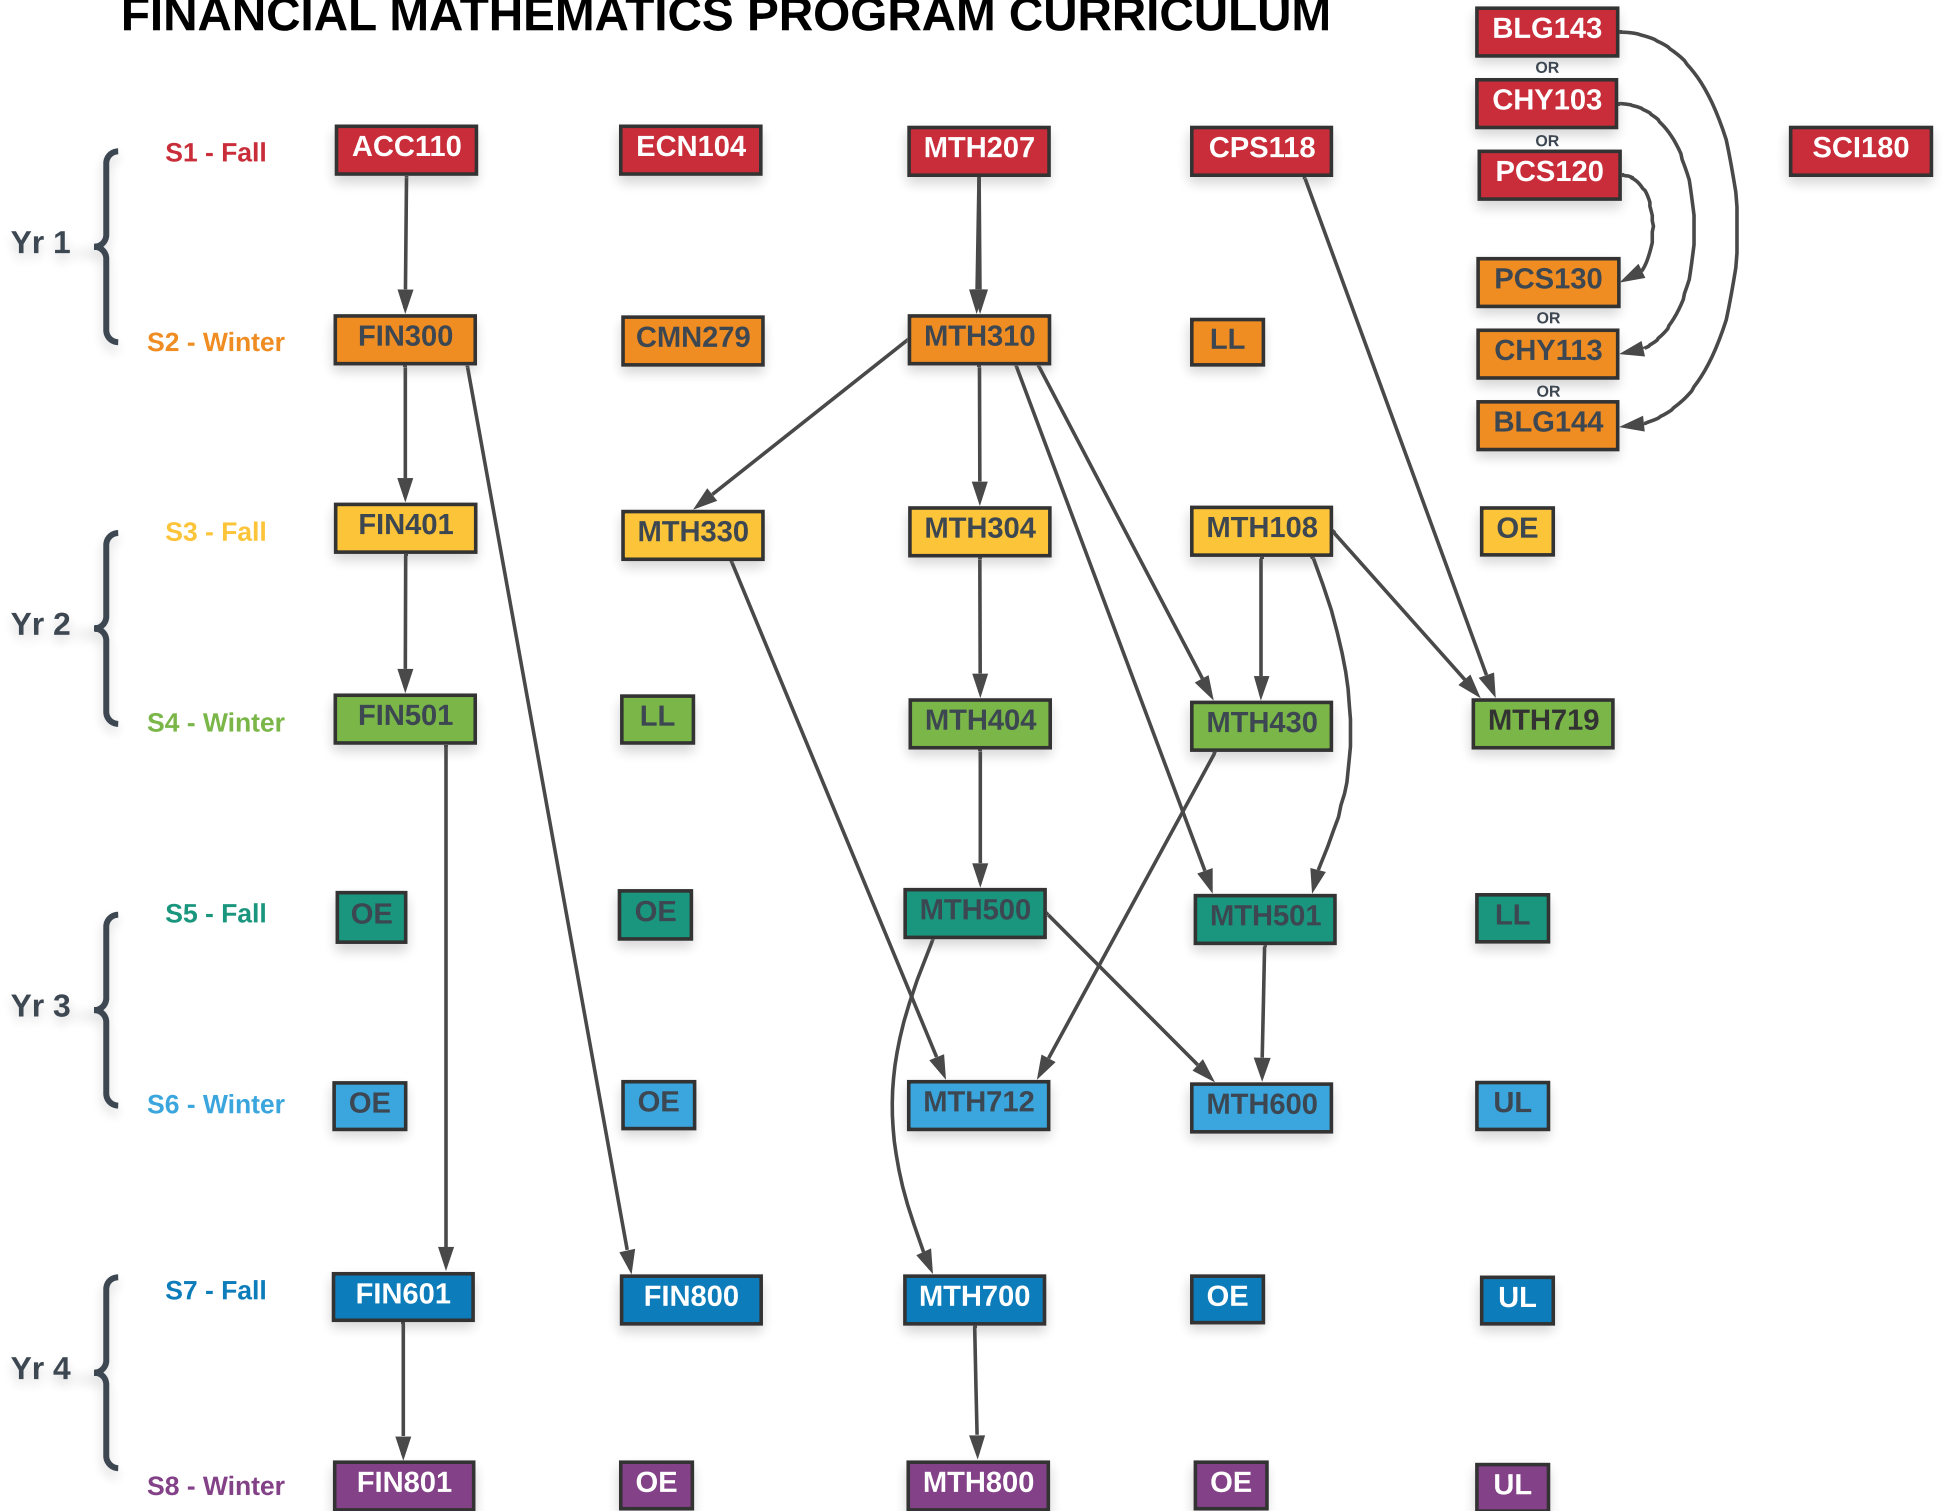 FINANCIAL MATHEMATICS PROGRAM CURRICULUM
BLG143
OR
CHY103
OR
S1 - Fall ACC110 ECN104 MTH207 CPS118 PCS120 SCI180
Yr 1
PCS130
OR
S2 - Winter FIN300 CMN279 MTH310 LL CHY113
OR
BLG144
S3 - Fall FIN401 MTH330 MTH304 MTH108 OE
Yr 2
S4 - Winter FIN501 LL MTH404 MTH430 MTH719
S5 - Fall OE OE MTH500 MTH501 LL
Yr 3
S6 - Winter OE OE MTH712 MTH600 UL
S7 - Fall FIN601 FIN800 MTH700 OE UL
Yr 4
S8 - Winter FIN801 OE MTH800 OE UL